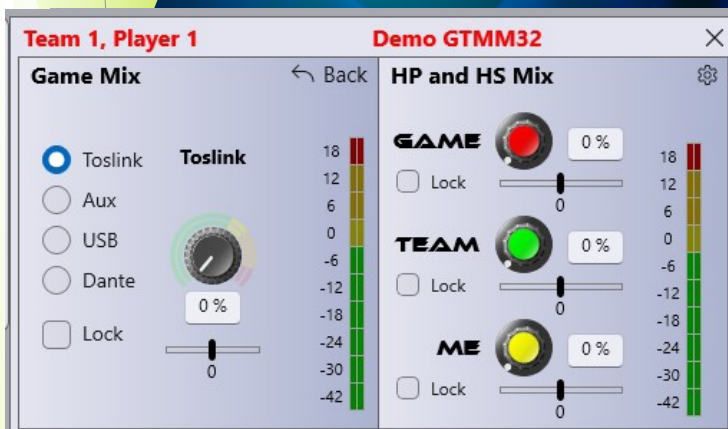 Team 1, Player 1
Demo GTMM32
Game Mix
Back
Toslink
Aux
USB
Dante
Lock
Toslink
0 %
0
18
12
6
0
-6
-12
-18
-24
-30
-42
HP and HS Mix
GAME
0 %
Lock
0
TEAM
0 %
Lock
0
ME
0 %
Lock
0
18
12
6
0
-6
-12
-18
-24
-30
-42